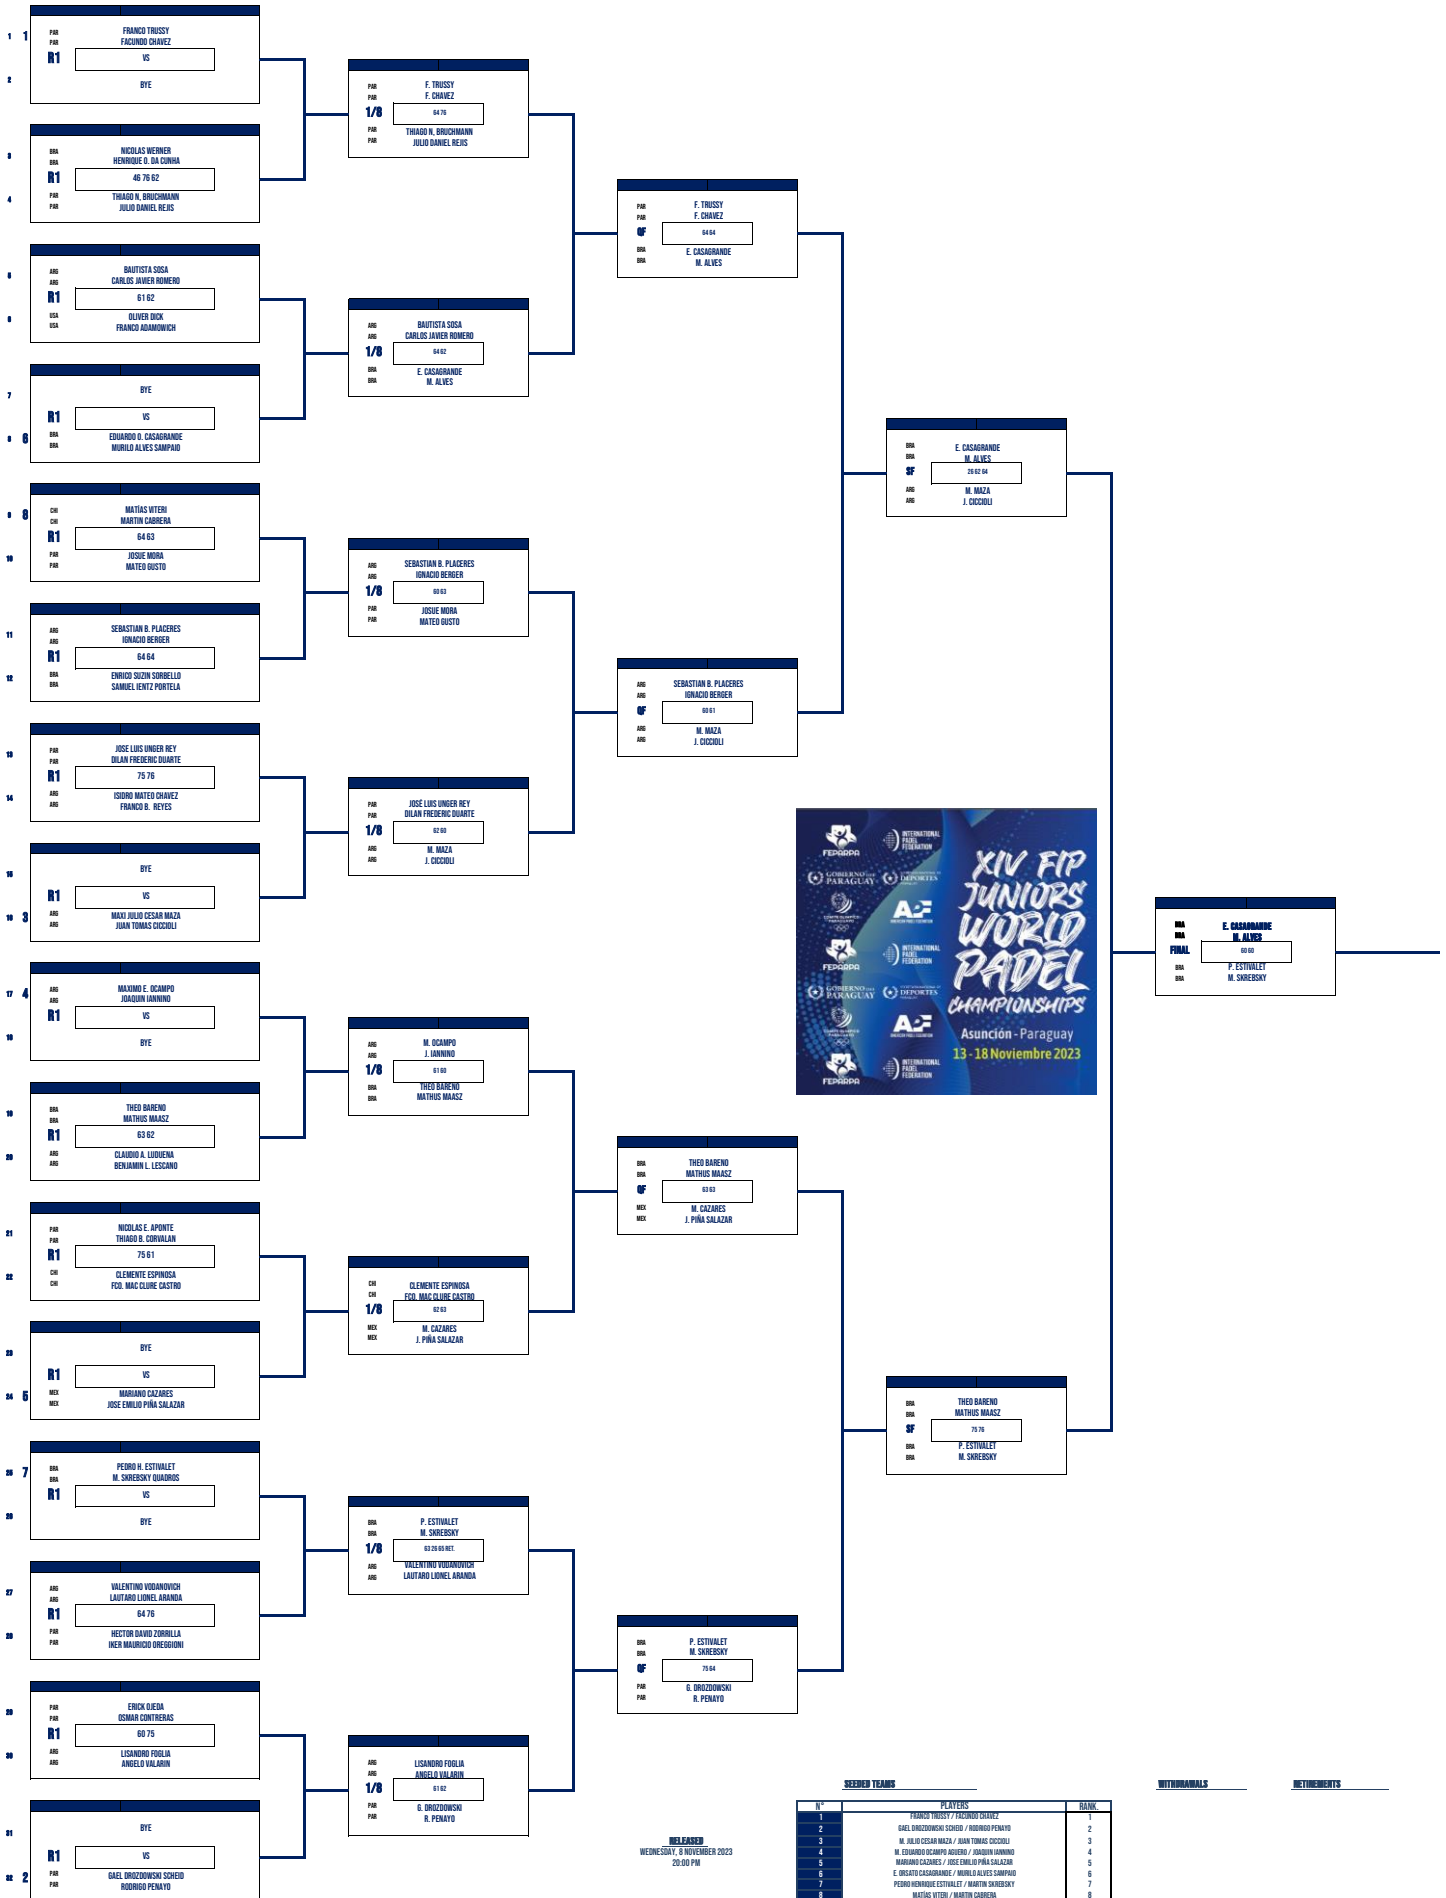 1 1 PAR FRANCO TRUSSY
PAR FACUNDO CHAVEZ
R1 VS
2 BYE
3 BRA NICOLAS WERNER
BRA HENRIQUE O. DA CUNHA
R1 46 76 62
4 PAR THIAGO N, BRUCHMANN
PAR JULIO DANIEL REJIS
5 ARG BAUTISTA SOSA
ARG CARLOS JAVIER ROMERO
R1 61 62
6 USA OLIVER DICK
USA FRANCO ADAMOWICH
7 BYE
R1 VS
8 6 BRA EDUARDO O. CASAGRANDE
BRA MURILO ALVES SAMPAIO
9 8 CHI MATÍAS VITERI
CHI MARTIN CABRERA
R1 64 63
10 PAR JOSUE MORA
PAR MATEO GUSTO
11 ARG SEBASTIAN B. PLACERES
ARG IGNACIO BERGER
R1 64 64
12 BRA ENRICO SUZIN SORBELLO
BRA SAMUEL IENTZ PORTELA
13 PAR JOSE LUIS UNGER REY
PAR DILAN FREDERIC DUARTE
R1 75 76
14 ARG ISIDRO MATEO CHAVEZ
ARG FRANCO B. REYES
15 BYE
R1 VS
16 3 ARG MAXI JULIO CESAR MAZA
ARG JUAN TOMAS CICCIOLI
17 4 ARG MAXIMO E. OCAMPO
ARG JOAQUIN IANNINO
R1 VS
18 BYE
19 BRA THEO BARENO
BRA MATHUS MAASZ
R1 63 62
20 ARG CLAUDIO A. LUDUENA
ARG BENJAMIN L. LESCANO
21 PAR NICOLAS E. APONTE
PAR THIAGO B. CORVALAN
R1 75 61
22 CHI CLEMENTE ESPINOSA
CHI FCO. MAC CLURE CASTRO
23 BYE
R1 VS
24 5 MEX MARIANO CAZARES
MEX JOSE EMILIO PIÑA SALAZAR
25 7 BRA PEDRO H. ESTIVALET
BRA M. SKREBSKY QUADROS
R1 VS
26 BYE
27 ARG VALENTINO VODANOVICH
ARG LAUTARO LIONEL ARANDA
R1 64 76
28 PAR HECTOR DAVID ZORRILLA
PAR IKER MAURICIO OREGGIONI
29 PAR ERICK OJEDA
PAR OSMAR CONTRERAS
R1 60 75
30 ARG LISANDRO FOGLIA
ARG ANGELO VALARIN
31 BYE
R1 VS
32 2 PAR GAEL DROZDOWSKI SCHEID
PAR RODRIGO PENAYO
PAR F. TRUSSY
PAR F. CHAVEZ
1/8 64 76
PAR THIAGO N, BRUCHMANN
PAR JULIO DANIEL REJIS
ARG BAUTISTA SOSA
ARG CARLOS JAVIER ROMERO
1/8 64 62
BRA E. CASAGRANDE
BRA M. ALVES
ARG SEBASTIAN B. PLACERES
ARG IGNACIO BERGER
1/8 60 63
PAR JOSUE MORA
PAR MATEO GUSTO
PAR JOSÉ LUIS UNGER REY
PAR DILAN FREDERIC DUARTE
1/8 62 60
ARG M. MAZA
ARG J. CICCIOLI
ARG M. OCAMPO
ARG J. IANNINO
1/8 61 60
BRA THEO BARENO
BRA MATHUS MAASZ
CHI CLEMENTE ESPINOSA
CHI FCO. MAC CLURE CASTRO
1/8 62 63
MEX M. CAZARES
MEX J. PIÑA SALAZAR
BRA P. ESTIVALET
BRA M. SKREBSKY
1/8 63 26 65 RET.
ARG VALENTINO VODANOVICH
ARG LAUTARO LIONEL ARANDA
ARG LISANDRO FOGLIA
ARG ANGELO VALARIN
1/8 61 62
PAR G. DROZDOWSKI
PAR R. PENAYO
PAR F. TRUSSY
PAR F. CHAVEZ
QF 64 64
BRA E. CASAGRANDE
BRA M. ALVES
ARG SEBASTIAN B. PLACERES
ARG IGNACIO BERGER
QF 60 61
ARG M. MAZA
ARG J. CICCIOLI
BRA THEO BARENO
BRA MATHUS MAASZ
QF 63 63
MEX M. CAZARES
MEX J. PIÑA SALAZAR
BRA P. ESTIVALET
BRA M. SKREBSKY
QF 75 64
PAR G. DROZDOWSKI
PAR R. PENAYO
BRA E. CASAGRANDE
BRA M. ALVES
SF 26 62 64
ARG M. MAZA
ARG J. CICCIOLI
BRA THEO BARENO
BRA MATHUS MAASZ
SF 75 76
BRA P. ESTIVALET
BRA M. SKREBSKY
BRA E. CASAGRANDE
BRA M. ALVES
FINAL 60 60
BRA P. ESTIVALET
BRA M. SKREBSKY
FEPARPA
INTERNATIONAL PADEL FEDERATION
GOBIERNO PARAGUAY
DEPORTES
APF
FEPARPA
INTERNATIONAL PADEL FEDERATION
GOBIERNO PARAGUAY
DEPORTES
APF
FEPARPA
INTERNATIONAL PADEL FEDERATION
XIV FIP
JUNIORS
WORLD
PADEL
CHAMPIONSHIPS
Asunción - Paraguay
13 - 18 Noviembre 2023
RELEASED
WEDNESDAY, 8 NOVEMBER 2023
20:00 PM
SEEDED TEAMS WITHDRAWALS RETIREMENTS
N° PLAYERS RANK.
1 FRANCO TRUSSY / FACUNDO CHAVEZ 1
2 GAEL DROZDOWSKI SCHEID / RODRIGO PENAYO 2
3 M. JULIO CESAR MAZA / JUAN TOMAS CICCIOLI 3
4 M. EDUARDO OCAMPO AGUERO / JOAQUIN IANNINO 4
5 MARIANO CAZARES / JOSE EMILIO PIÑA SALAZAR 5
6 E. ORSATO CASAGRANDE / MURILO ALVES SAMPAIO 6
7 PEDRO HENRIQUE ESTIVALET / MARTIN SKREBSKY 7
8 MATÍAS VITERI / MARTIN CABRERA 8